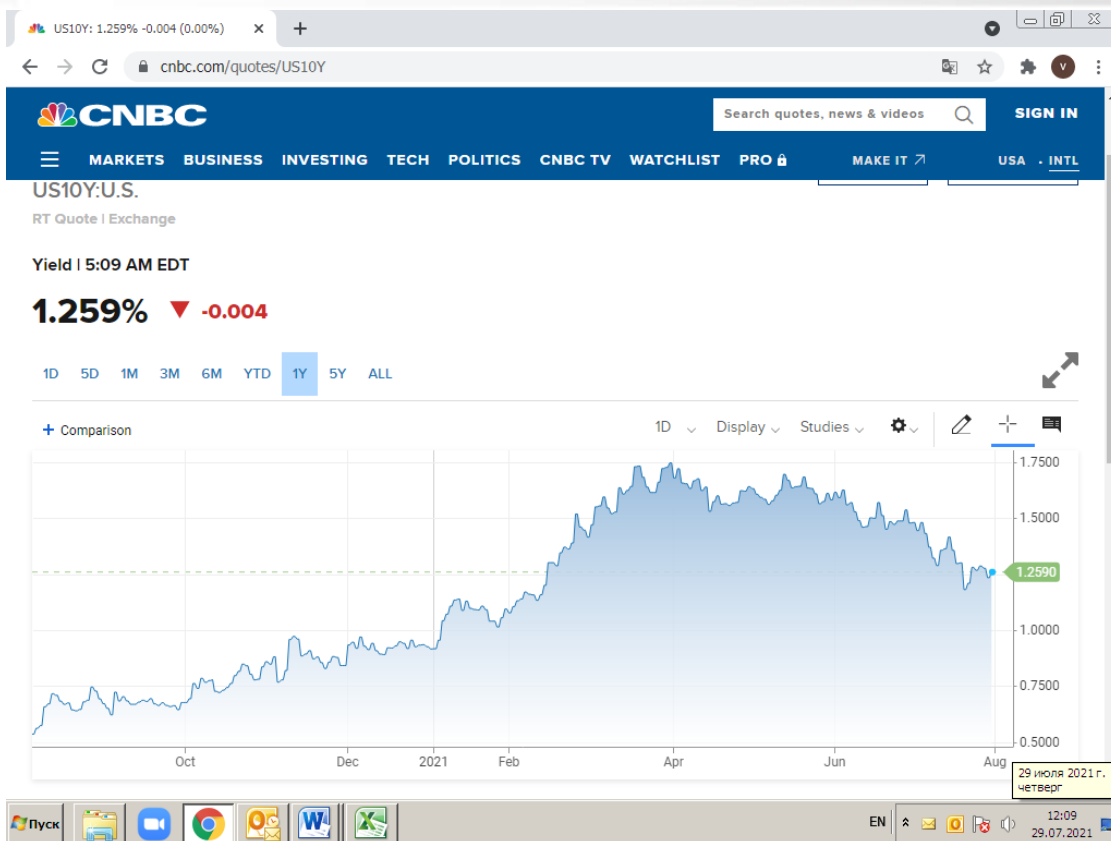 US10Y: 1.259% -0.004 (0.00%)
cnbc.com/quotes/US10Y
V
CNBC
Search quotes, news & videos
SIGN IN
MARKETS BUSINESS INVESTING TECH POLITICS CNBC TV WATCHLIST PRO MAKE IT USA · INTL
US10Y:U.S.
RT Quote | Exchange
Yield | 5:09 AM EDT
1.259% ▼ -0.004
1D 5D 1M 3M 6M YTD 1Y 5Y ALL
+ Comparison
1D Display Studies
1.7500
1.5000
1.2590
1.0000
0.7500
0.5000
Oct Dec 2021 Feb Apr Jun Aug
29 июля 2021 г.
четверг
Пуск
EN
12:09
29.07.2021